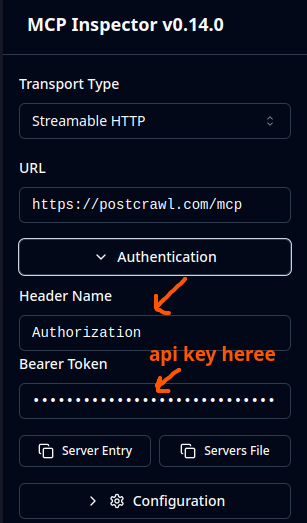 MCP Inspector v0.14.0
Transport Type
Streamable HTTP
URL
https://postcrawl.com/mcp
Authentication
Header Name
Authorization
api key heree
Bearer Token
••••••••••••••••••••••••••••
Server Entry
Servers File
Configuration